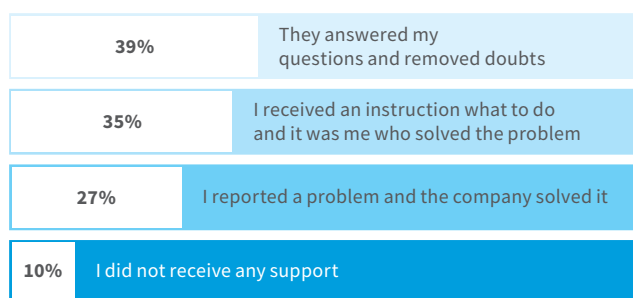 39%
They answered my
questions and removed doubts
35%
I received an instruction what to do
and it was me who solved the problem
27%
I reported a problem and the company solved it
10%
I did not receive any support